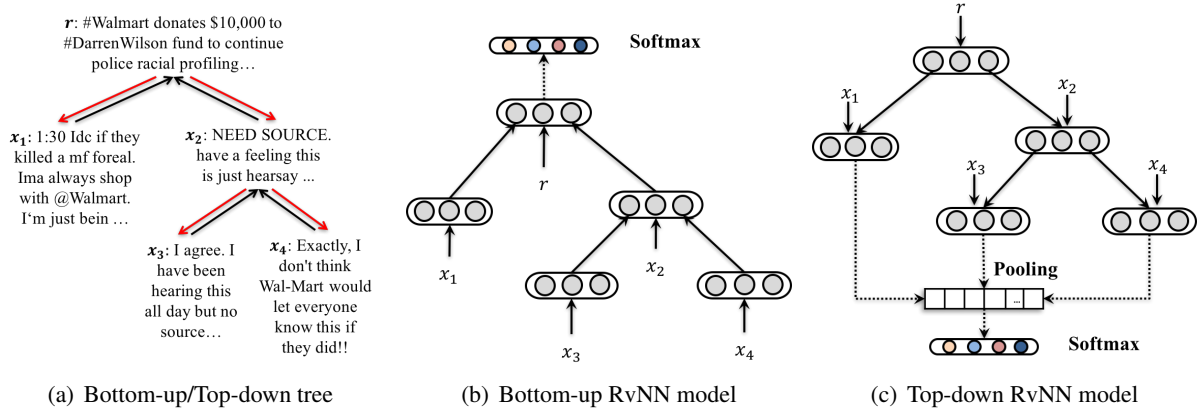 r: #Walmart donates $10,000 to
#DarrenWilson fund to continue
police racial profiling…
x1: 1:30 Idc if they
killed a mf foreal.
Ima always shop
with @Walmart.
I‘m just bein …
x2: NEED SOURCE.
have a feeling this
is just hearsay ...
x3: I agree. I
have been
hearing this
all day but no
source…
x4: Exactly, I
don't think
Wal-Mart would
let everyone
know this if
they did!!
(a) Bottom-up/Top-down tree
Softmax
r
x1
x2
x3
x4
(b) Bottom-up RvNN model
r
x1
x2
x3
x4
Pooling
...
Softmax
(c) Top-down RvNN model